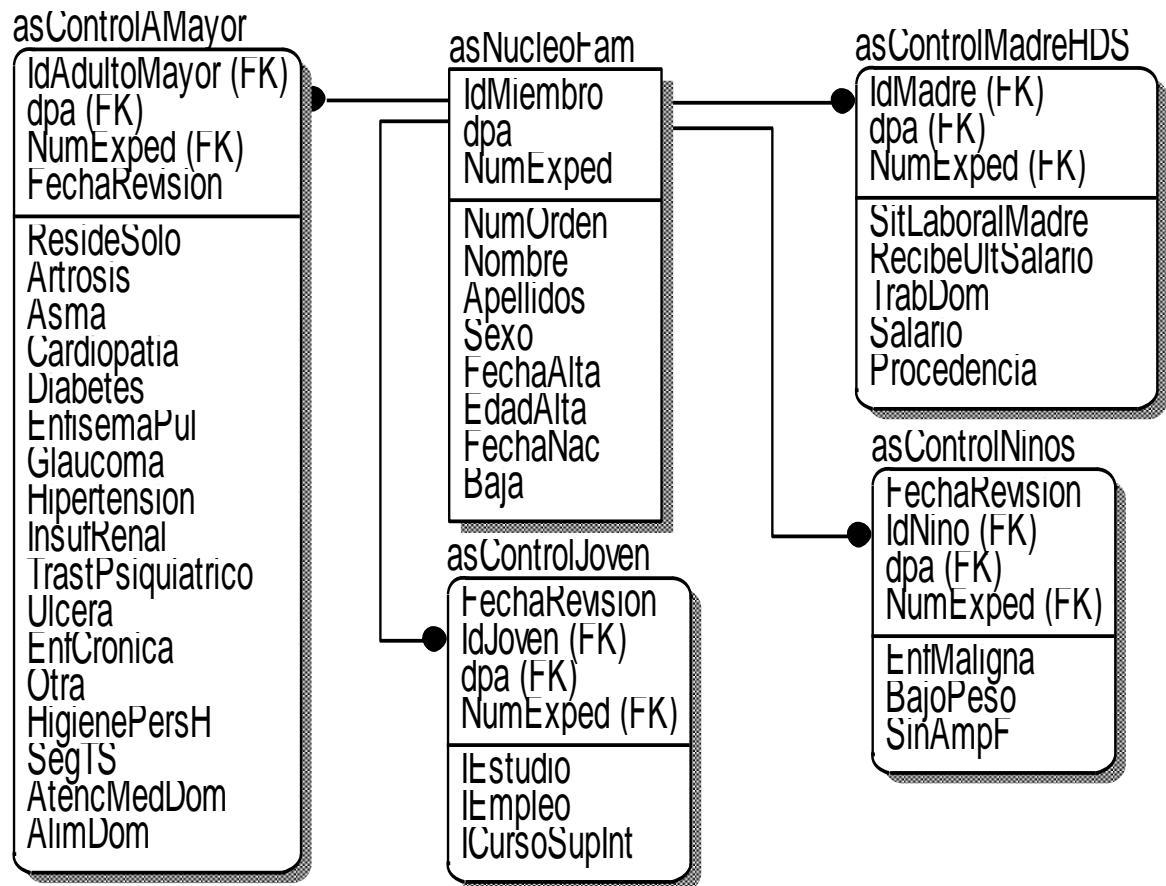 asControlAMayor
IdAdultoMayor (FK)
dpa (FK)
NumExped (FK)
FechaRevision
ResideSolo
Artrosis
Asma
Cardiopatia
Diabetes
EnfisemaPul
Glaucoma
Hipertension
InsufRenal
TrastPsiquiatrico
Ulcera
EnfCronica
Otra
HigienePersH
SegTS
AtencMedDom
AlimDom
asNucleoFam
IdMiembro
dpa
NumExped
NumOrden
Nombre
Apellidos
Sexo
FechaAlta
EdadAlta
FechaNac
Baja
asControlJoven
FechaRevision
IdJoven (FK)
dpa (FK)
NumExped (FK)
IEstudio
IEmpleo
ICursoSupInt
asControlMadreHDS
IdMadre (FK)
dpa (FK)
NumExped (FK)
SitLaboralMadre
RecibeUltSalario
TrabDom
Salario
Procedencia
asControlNinos
FechaRevision
IdNino (FK)
dpa (FK)
NumExped (FK)
EnfMaligna
BajoPeso
SinAmpF